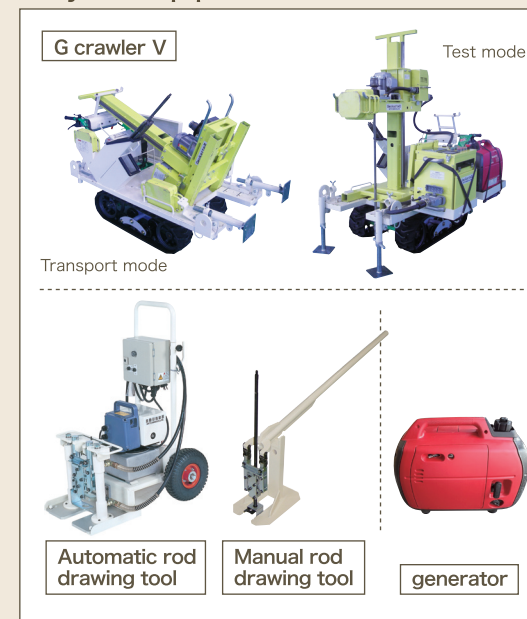 G crawler V
Test mode
Transport mode
Automatic rod
drawing tool
Manual rod
drawing tool
generator